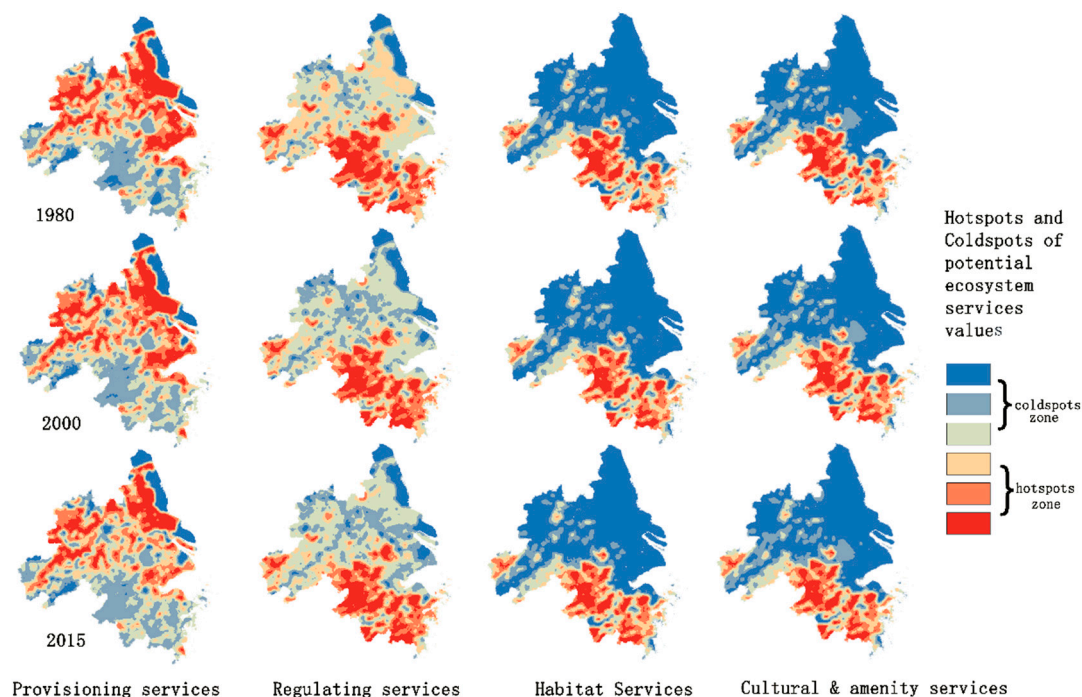 1980
2000
2015
Hotspots and
Coldspots of
potential
ecosystem
services
values
coldspots
zone
hotspots
zone
Provisioning services
Regulating services
Habitat Services
Cultural & amenity services